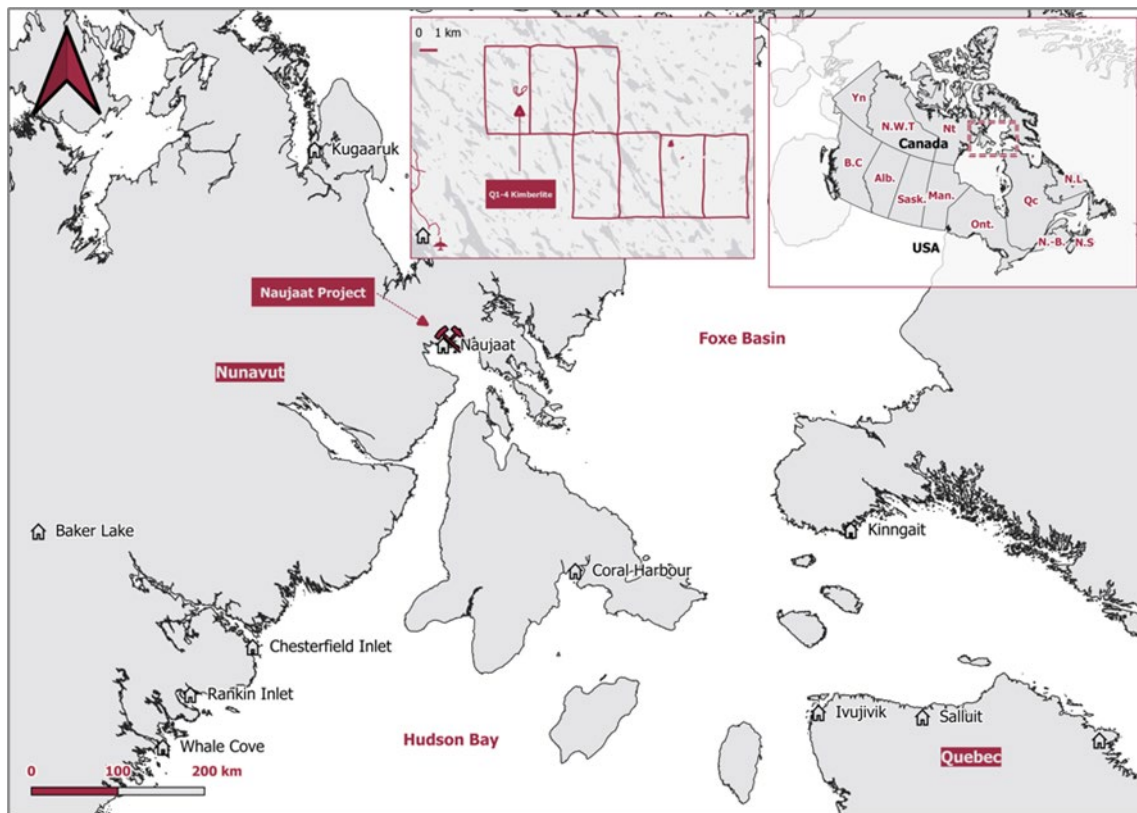 0 1 km
Q1-4 Kimberlite
Yn
N.W.T
Nt
Canada
B.C
Alb.
Sask.
Man.
Ont.
Qc
N.L
N.-B.
N.S
USA
Kugaaruk
Naujaat Project
Naujaat
Foxe Basin
Nunavut
Baker Lake
Kinngait
Coral Harbour
Chesterfield Inlet
Rankin Inlet
Ivujivik
Salluit
Whale Cove
Hudson Bay
Quebec
0 100 200 km